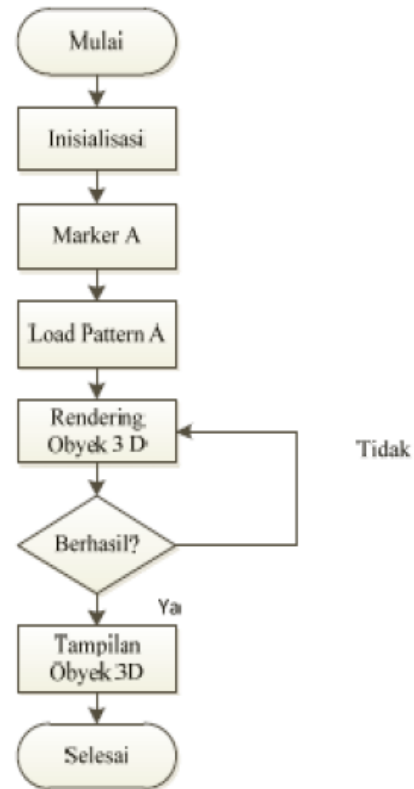 Mulai
Inisialisasi
Marker A
Load Pattern A
Rendering
Obyek 3 D
Tidak
Berhasil?
Ya
Tampilan
Obyek 3D
Selesai